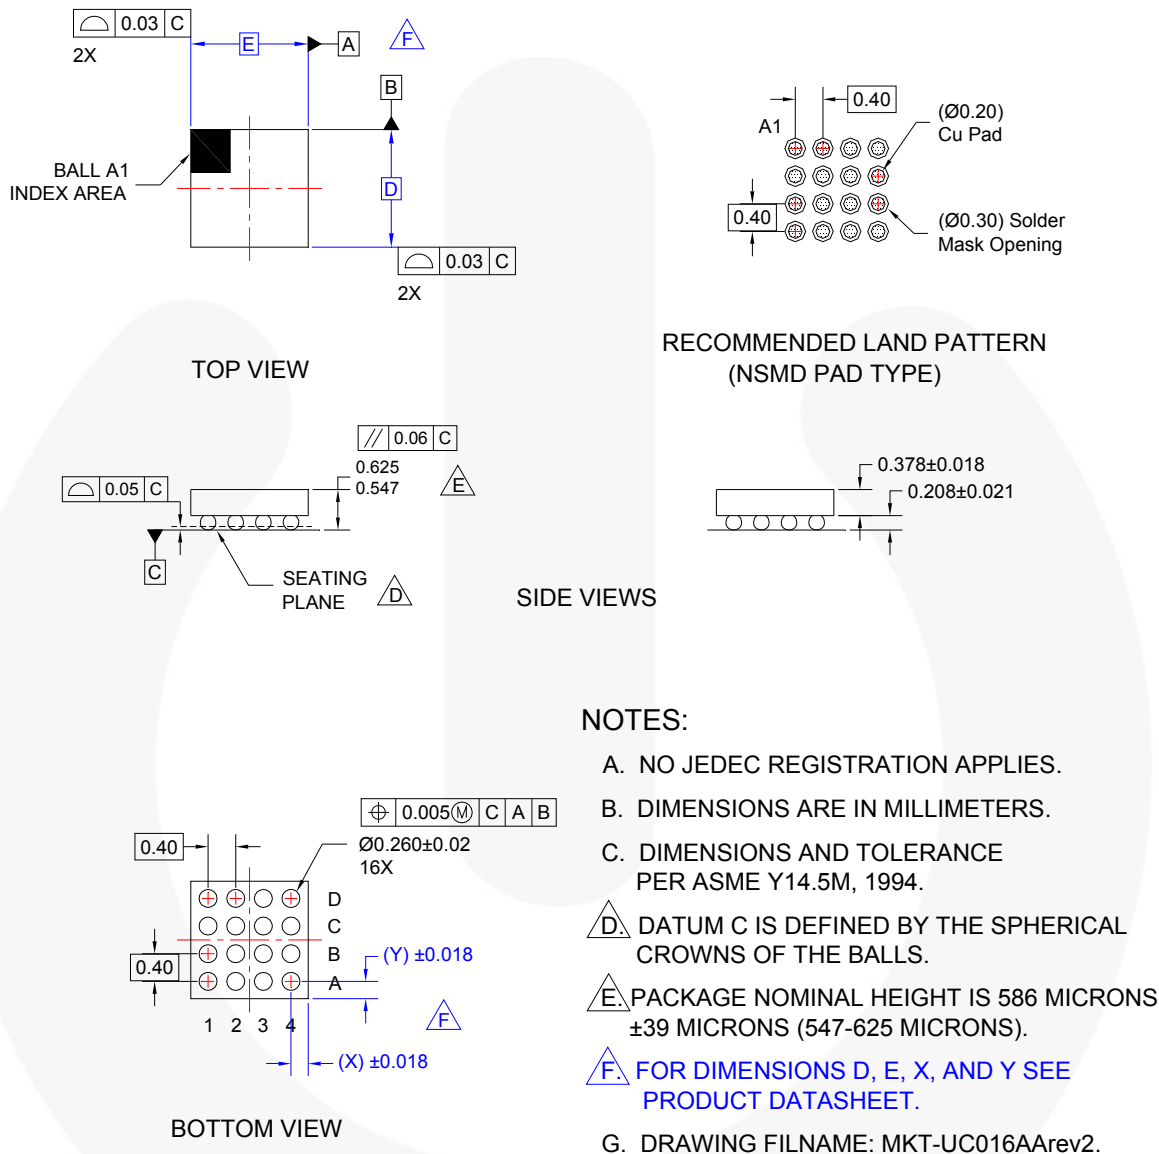 0.03 C
2X
E
A
F
B
BALL A1
INDEX AREA
D
0.03 C
2X
TOP VIEW
0.40
A1
(Ø0.20)
Cu Pad
0.40
(Ø0.30) Solder
Mask Opening
RECOMMENDED LAND PATTERN
(NSMD PAD TYPE)
// 0.06 C
0.625
0.547
E
0.05 C
C
SEATING
PLANE
D
0.378±0.018
0.208±0.021
SIDE VIEWS
0.005Ⓜ C A B
0.40
Ø0.260±0.02
16X
D
C
B
A
0.40
(Y) ±0.018
1 2 3 4
F
(X) ±0.018
BOTTOM VIEW
NOTES:
A. NO JEDEC REGISTRATION APPLIES.
B. DIMENSIONS ARE IN MILLIMETERS.
C. DIMENSIONS AND TOLERANCE
PER ASME Y14.5M, 1994.
D. DATUM C IS DEFINED BY THE SPHERICAL
CROWNS OF THE BALLS.
E. PACKAGE NOMINAL HEIGHT IS 586 MICRONS
±39 MICRONS (547-625 MICRONS).
F. FOR DIMENSIONS D, E, X, AND Y SEE
PRODUCT DATASHEET.
G. DRAWING FILNAME: MKT-UC016AArev2.